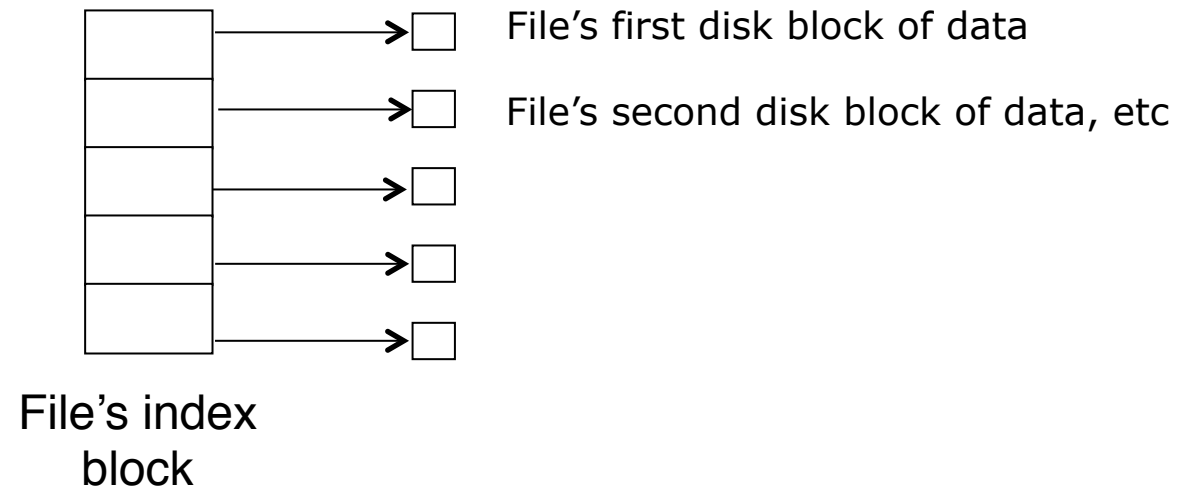 File’s first disk block of data
File’s second disk block of data, etc
File’s index
block